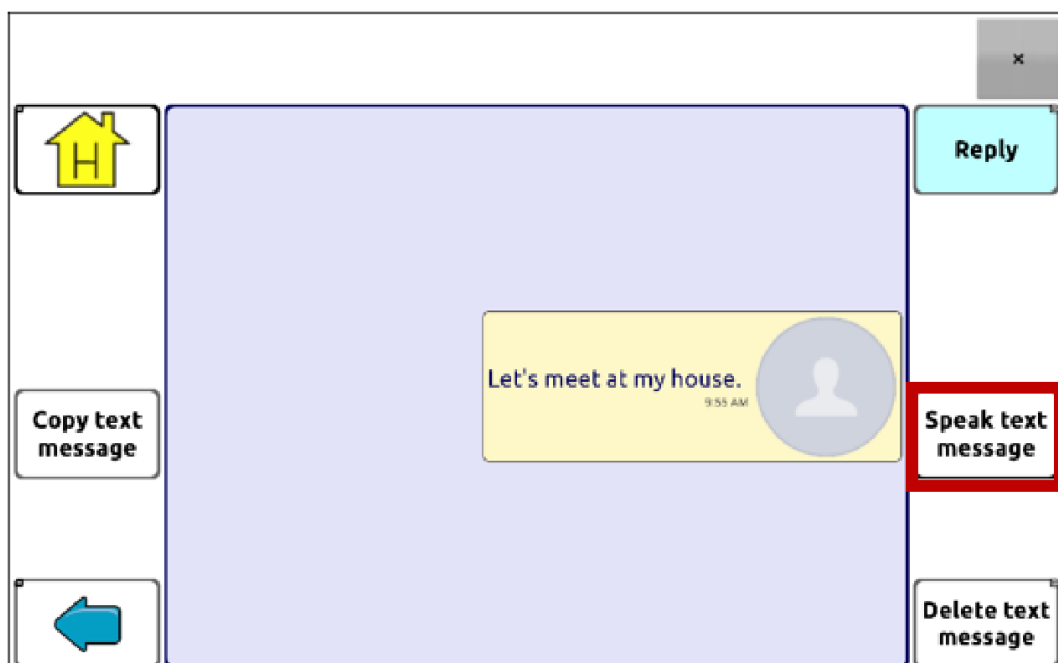 ×
H
Reply
Let's meet at my house.
9:55 AM
Copy text
message
Speak text
message
Delete text
message